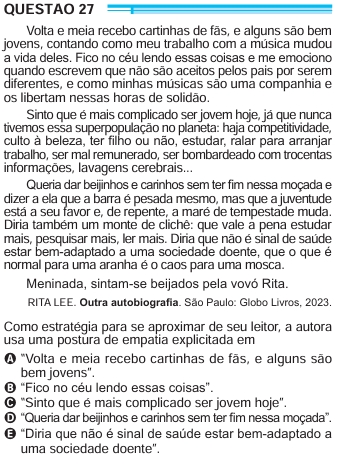 QUESTAO 27
Volta e meia recebo cartinhas de fãs, e alguns são bem
jovens, contando como meu trabalho com a música mudou
a vida deles. Fico no céu lendo essas coisas e me emociono
quando escrevem que não são aceitos pelos pais por serem
diferentes, e como minhas músicas são uma companhia e
os libertam nessas horas de solidão.
Sinto que é mais complicado ser jovem hoje, já que nunca
tivemos essa superpopulação no planeta: haja competitividade,
culto à beleza, ter filho ou não, estudar, ralar para arranjar
trabalho, ser mal remunerado, ser bombardeado com trocentas
informações, lavagens cerebrais...
Queria dar beijinhos e carinhos sem ter fim nessa moçada e
dizer a ela que a barra é pesada mesmo, mas que a juventude
está a seu favor e, de repente, a maré de tempestade muda.
Diria também um monte de clichê: que vale a pena estudar
mais, pesquisar mais, ler mais. Diria que não é sinal de saúde
estar bem-adaptado a uma sociedade doente, que o que é
normal para uma aranha é o caos para uma mosca.
Meninada, sintam-se beijados pela vovó Rita.
RITA LEE. Outra autobiografia. São Paulo: Globo Livros, 2023.
Como estratégia para se aproximar de seu leitor, a autora
usa uma postura de empatia explicitada em
A "Volta e meia recebo cartinhas de fãs, e alguns são
bem jovens".
B "Fico no céu lendo essas coisas".
C "Sinto que é mais complicado ser jovem hoje".
D "Queria dar beijinhos e carinhos sem ter fim nessa moçada".
E "Diria que não é sinal de saúde estar bem-adaptado a
uma sociedade doente".